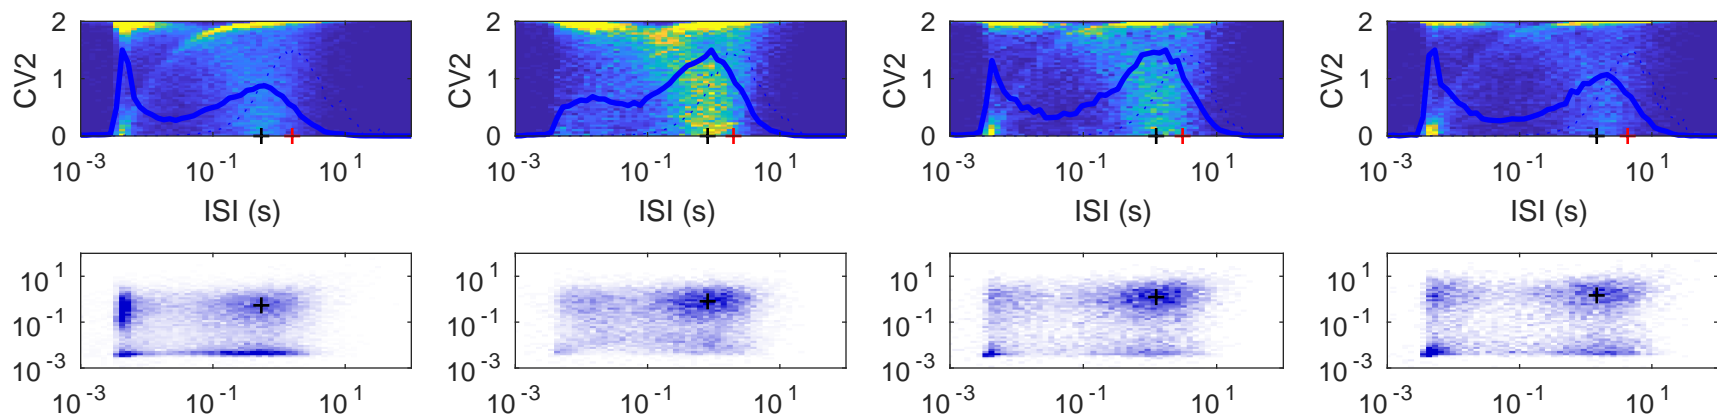 2 2 2 2
CV2 CV2 CV2 CV2
1 1 1 1
0 0 0 0
10^-3 10^-1 10^1 10^-3 10^-1 10^1 10^-3 10^-1 10^1 10^-3 10^-1 10^1
ISI (s) ISI (s) ISI (s) ISI (s)
10^1 10^1 10^1 10^1
10^-1 10^-1 10^-1 10^-1
10^-3 10^-3 10^-3 10^-3
10^-3 10^-1 10^1 10^-3 10^-1 10^1 10^-3 10^-1 10^1 10^-3 10^-1 10^1